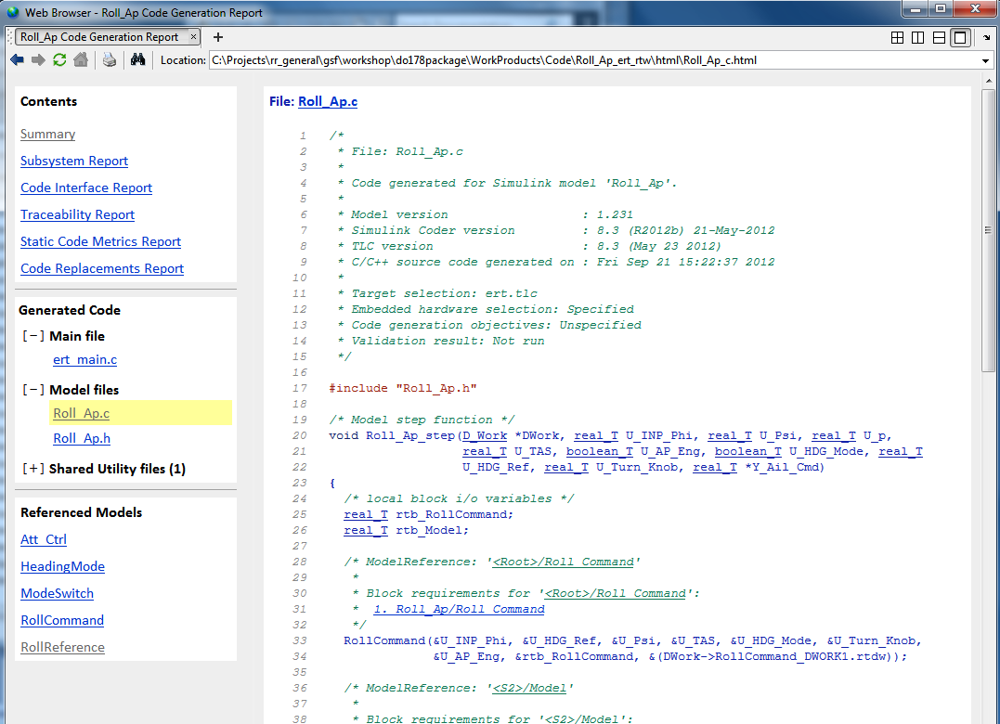 Web Browser - Roll_Ap Code Generation Report
Roll_Ap Code Generation Report × +
Location: C:\Projects\rr_general\gsf\workshop\do178package\WorkProducts\Code\Roll_Ap_ert_rtw\html\Roll_Ap_c.html
Contents
Summary
Subsystem Report
Code Interface Report
Traceability Report
Static Code Metrics Report
Code Replacements Report
Generated Code
[-] Main file
ert_main.c
[-] Model files
Roll_Ap.c
Roll_Ap.h
[+] Shared Utility files (1)
Referenced Models
Att_Ctrl
HeadingMode
ModeSwitch
RollCommand
RollReference
File: Roll_Ap.c
1 /*
2 * File: Roll_Ap.c
3 *
4 * Code generated for Simulink model 'Roll_Ap'.
5 *
6 * Model version : 1.231
7 * Simulink Coder version : 8.3 (R2012b) 21-May-2012
8 * TLC version : 8.3 (May 23 2012)
9 * C/C++ source code generated on : Fri Sep 21 15:22:37 2012
10 *
11 * Target selection: ert.tlc
12 * Embedded hardware selection: Specified
13 * Code generation objectives: Unspecified
14 * Validation result: Not run
15 */
16
17 #include "Roll_Ap.h"
18
19 /* Model step function */
20 void Roll_Ap_step(D_Work *DWork, real_T U_INP_Phi, real_T U_Psi, real_T U_p,
21 real_T U_TAS, boolean_T U_AP_Eng, boolean_T U_HDG_Mode, real_T
22 U_HDG_Ref, real_T U_Turn_Knob, real_T *Y_Ail_Cmd)
23 {
24 /* local block i/o variables */
25 real_T rtb_RollCommand;
26 real_T rtb_Model;
27
28 /* ModelReference: '<Root>/Roll Command'
29 *
30 * Block requirements for '<Root>/Roll Command':
31 * 1. Roll_Ap/Roll Command
32 */
33 RollCommand(&U_INP_Phi, &U_HDG_Ref, &U_Psi, &U_TAS, &U_HDG_Mode, &U_Turn_Knob,
34 &U_AP_Eng, &rtb_RollCommand, &(DWork->RollCommand_DWORK1.rtdw));
35
36 /* ModelReference: '<S2>/Model'
37 *
38 * Block requirements for '<S2>/Model':